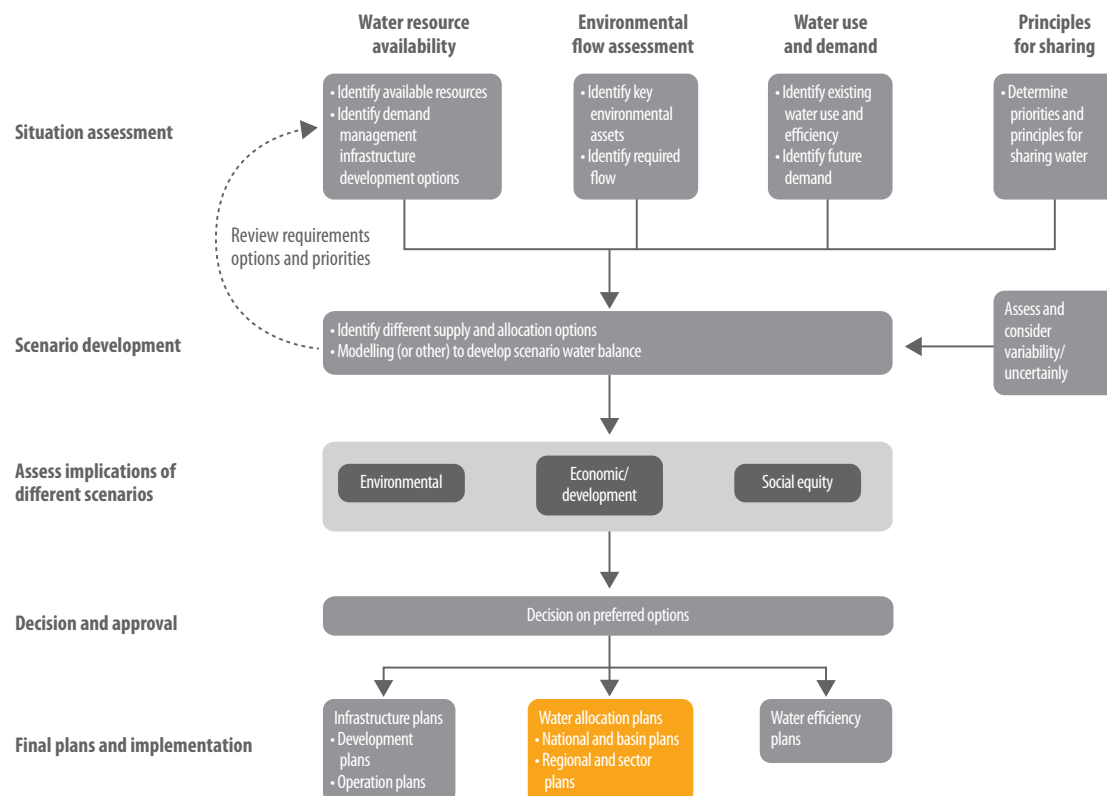 Water resource
availability
Environmental
flow assessment
Water use
and demand
Principles
for sharing
Situation assessment
• Identify available resources
• Identify demand
management
infrastructure
development options
• Identify key
environmental
assets
• Identify required
flow
• Identify existing
water use and
efficiency
• Identify future
demand
• Determine
priorities and
principles for
sharing water
Review requirements
options and priorities
Scenario development
• Identify different supply and allocation options
• Modelling (or other) to develop scenario water balance
Assess and
consider
variability/
uncertainly
Assess implications of
different scenarios
Environmental
Economic/
development
Social equity
Decision and approval
Decision on preferred options
Final plans and implementation
Infrastructure plans
• Development
plans
• Operation plans
Water allocation plans
• National and basin plans
• Regional and sector
plans
Water efficiency
plans